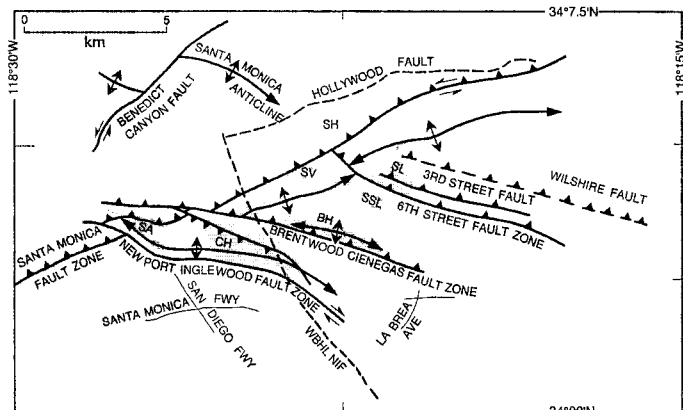 0 5
km
34°7.5'N
118°30'W
118°15'W
SANTA MONICA
ANTICLINE
HOLLYWOOD FAULT
BENEDICT
CANYON FAULT
SH
SV
SL
3RD STREET FAULT
WILSHIRE FAULT
SSL
6TH STREET FAULT ZONE
SA
CH
BH
BRENTWOOD CIENEGAS FAULT ZONE
SANTA MONICA
FAULT ZONE
NEWPORT INGLEWOOD FAULT ZONE
SANTA MONICA FWY
SAN DIEGO FWY
WBHL NIF
LA BREA
AVE